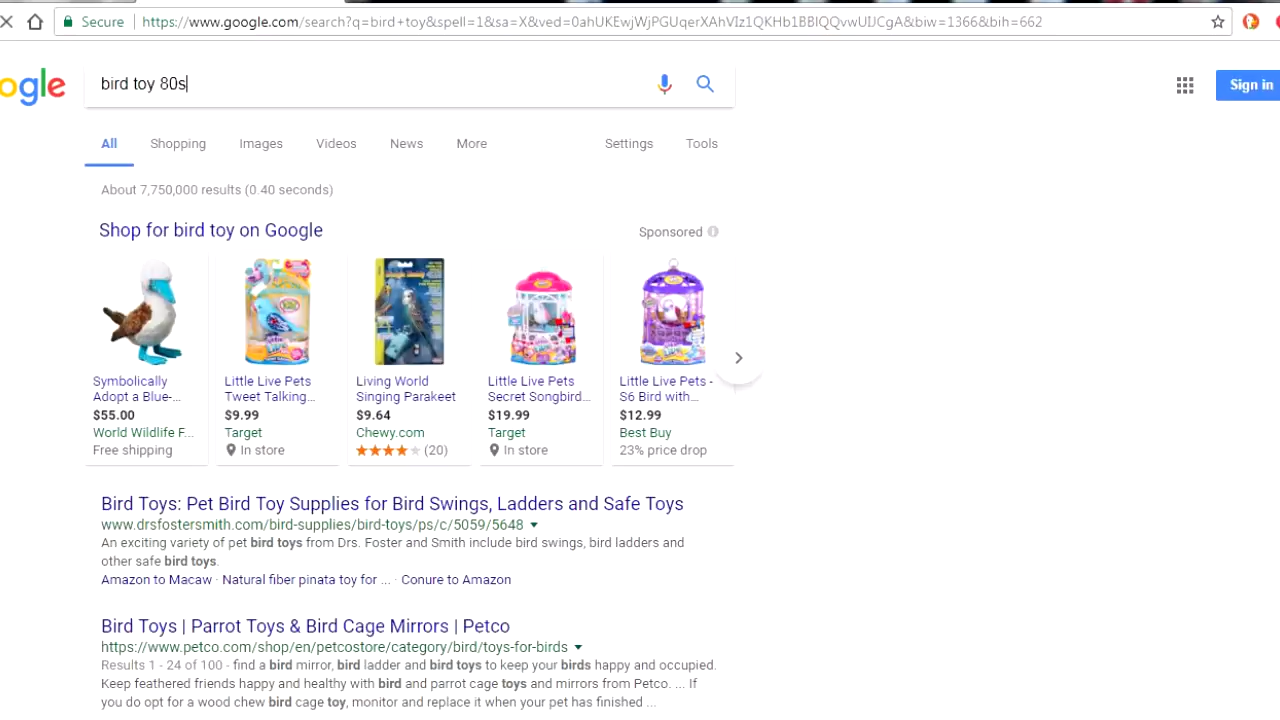 Secure
https://www.google.com/search?q=bird+toy&spell=1&sa=X&ved=0ahUKEwjWjPGUqerXAhVIz1QKHb1BBlQQvwUIJCgA&biw=1366&bih=662
ogle
bird toy 80s
Sign in
All Shopping Images Videos News More Settings Tools
About 7,750,000 results (0.40 seconds)
Shop for bird toy on Google
Sponsored
Symbolically
Adopt a Blue-...
$55.00
World Wildlife F...
Free shipping
Little Live Pets
Tweet Talking...
$9.99
Target
In store
Living World
Singing Parakeet
$9.64
Chewy.com
(20)
Little Live Pets
Secret Songbird...
$19.99
Target
In store
Little Live Pets -
S6 Bird with...
$12.99
Best Buy
23% price drop
Bird Toys: Pet Bird Toy Supplies for Bird Swings, Ladders and Safe Toys
www.drsfostersmith.com/bird-supplies/bird-toys/ps/c/5059/5648
An exciting variety of pet bird toys from Drs. Foster and Smith include bird swings, bird ladders and
other safe bird toys.
Amazon to Macaw · Natural fiber pinata toy for ... · Conure to Amazon
Bird Toys | Parrot Toys & Bird Cage Mirrors | Petco
https://www.petco.com/shop/en/petcostore/category/bird/toys-for-birds
Results 1 - 24 of 100 - find a bird mirror, bird ladder and bird toys to keep your birds happy and occupied.
Keep feathered friends happy and healthy with bird and parrot cage toys and mirrors from Petco. ... If
you do opt for a wood chew bird cage toy, monitor and replace it when your pet has finished ...